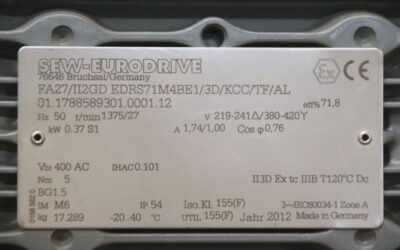 SEW-EURODRIVE
76646 Bruchsal/Germany
FA27/II2GD EDRS71M4BE1/3D/KCC/TF/AL
01.1788589301.0001.12 eff% 71,8
Hz 50 r/min 1375/27 V 219-241Δ/380-420Y
kW 0.37 S1 A 1,74/1,00 Cos φ 0,76
Vbr 400 AC IHAC0.101
Nm 5 II3D Ex tc IIIB T120°C Dc
BG1.5
IM M6 IP 54 Iso.Kl. 155(F) 3~IEC60034-1 Zone A
kg 17.289 -20..40 °C UTIL 155(F) Jahr 2012 Made in Germany
Ex